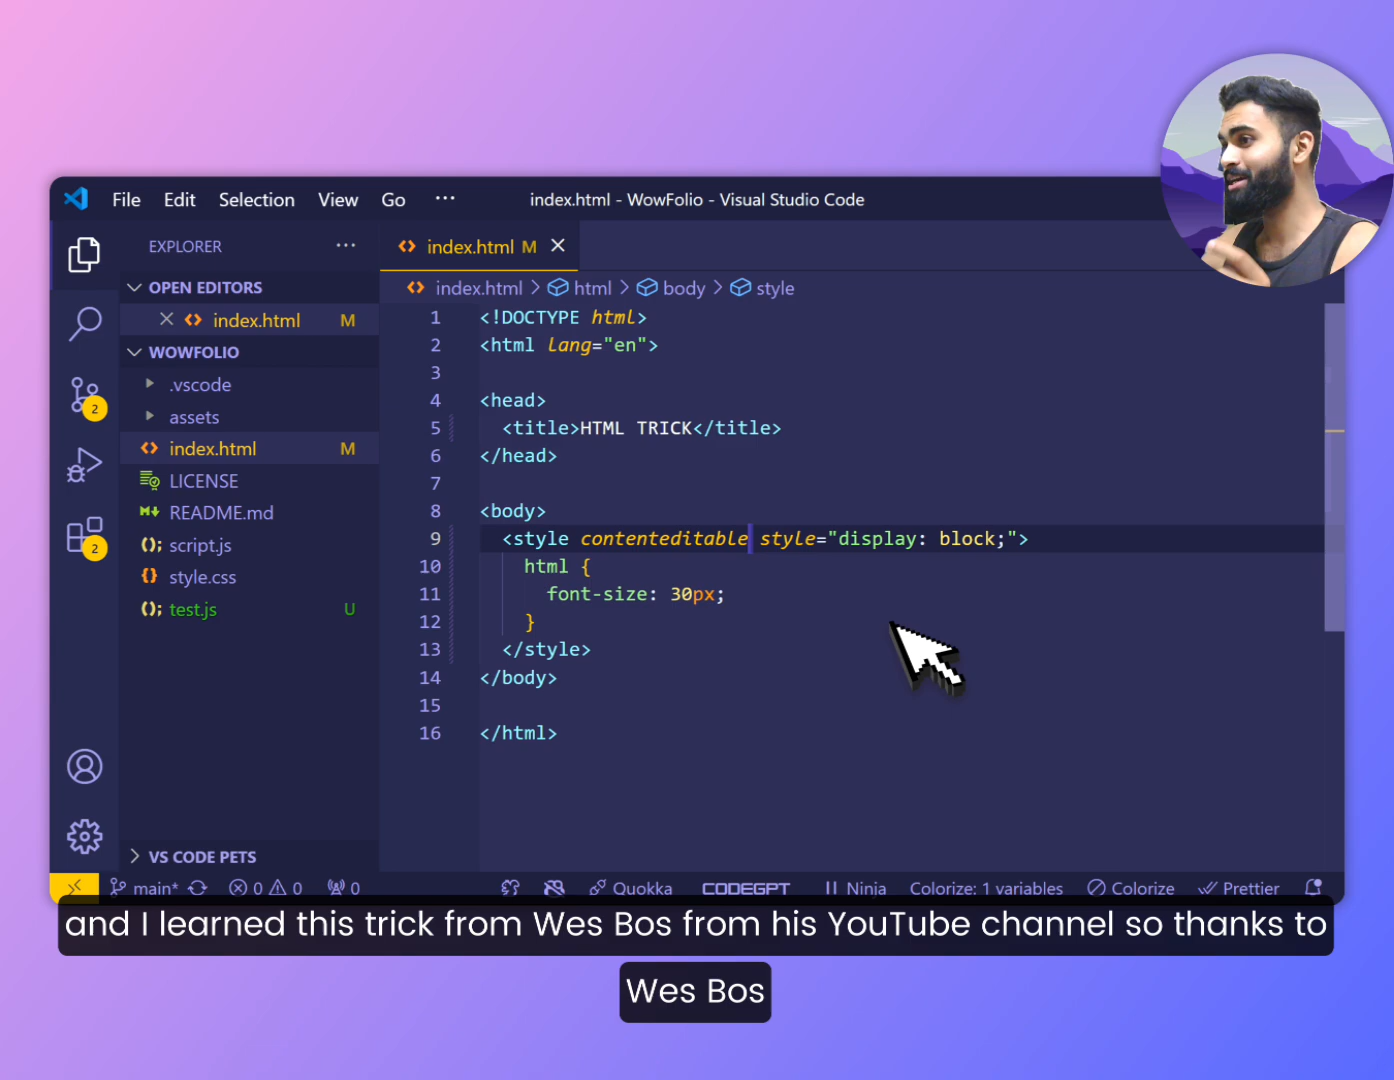 File Edit Selection View Go ··· index.html - WowFolio - Visual Studio Code
EXPLORER ···
index.html M
OPEN EDITORS
index.html M
WOWFOLIO
.vscode
assets
index.html M
LICENSE
README.md
script.js
style.css
test.js U
VS CODE PETS
index.html > html > body > style
1 <!DOCTYPE html>
2 <html lang="en">
3
4 <head>
5 <title>HTML TRICK</title>
6 </head>
7
8 <body>
9 <style contenteditable style="display: block;">
10 html {
11 font-size: 30px;
12 }
13 </style>
14 </body>
15
16 </html>
2
2
main* 0 0 0 Quokka CODEGPT Ninja Colorize: 1 variables Colorize Prettier
and I learned this trick from Wes Bos from his YouTube channel so thanks to
Wes Bos